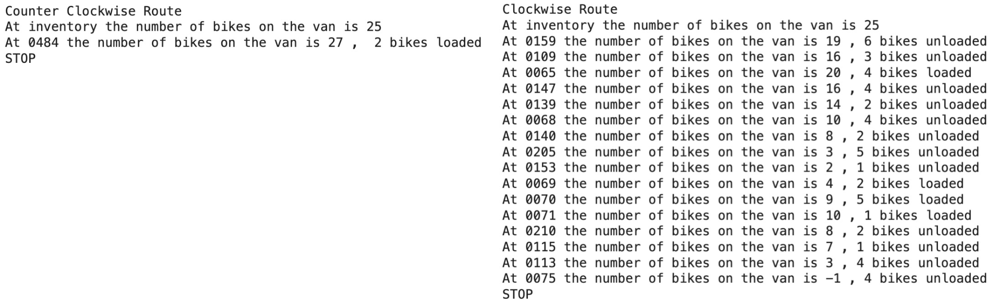 Counter Clockwise Route
At inventory the number of bikes on the van is 25
At 0484 the number of bikes on the van is 27 ,  2 bikes loaded
STOP
Clockwise Route
At inventory the number of bikes on the van is 25
At 0159 the number of bikes on the van is 19 , 6 bikes unloaded
At 0109 the number of bikes on the van is 16 , 3 bikes unloaded
At 0065 the number of bikes on the van is 20 , 4 bikes loaded
At 0147 the number of bikes on the van is 16 , 4 bikes unloaded
At 0139 the number of bikes on the van is 14 , 2 bikes unloaded
At 0068 the number of bikes on the van is 10 , 4 bikes unloaded
At 0140 the number of bikes on the van is 8 , 2 bikes unloaded
At 0205 the number of bikes on the van is 3 , 5 bikes unloaded
At 0153 the number of bikes on the van is 2 , 1 bikes unloaded
At 0069 the number of bikes on the van is 4 , 2 bikes loaded
At 0070 the number of bikes on the van is 9 , 5 bikes loaded
At 0071 the number of bikes on the van is 10 , 1 bikes loaded
At 0210 the number of bikes on the van is 8 , 2 bikes unloaded
At 0115 the number of bikes on the van is 7 , 1 bikes unloaded
At 0113 the number of bikes on the van is 3 , 4 bikes unloaded
At 0075 the number of bikes on the van is −1 , 4 bikes unloaded
STOP